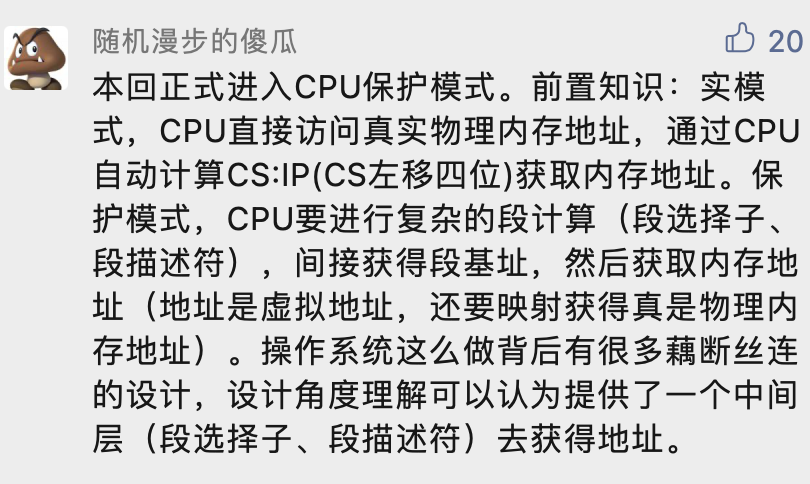 随机漫步的傻瓜
20
本回正式进入CPU保护模式。前置知识：实模
式，CPU直接访问真实物理内存地址，通过CPU
自动计算CS:IP(CS左移四位)获取内存地址。保
护模式，CPU要进行复杂的段计算（段选择子、
段描述符），间接获得段基址，然后获取内存地
址（地址是虚拟地址，还要映射获得真是物理内
存地址）。操作系统这么做背后有很多藕断丝连
的设计，设计角度理解可以认为提供了一个中间
层（段选择子、段描述符）去获得地址。